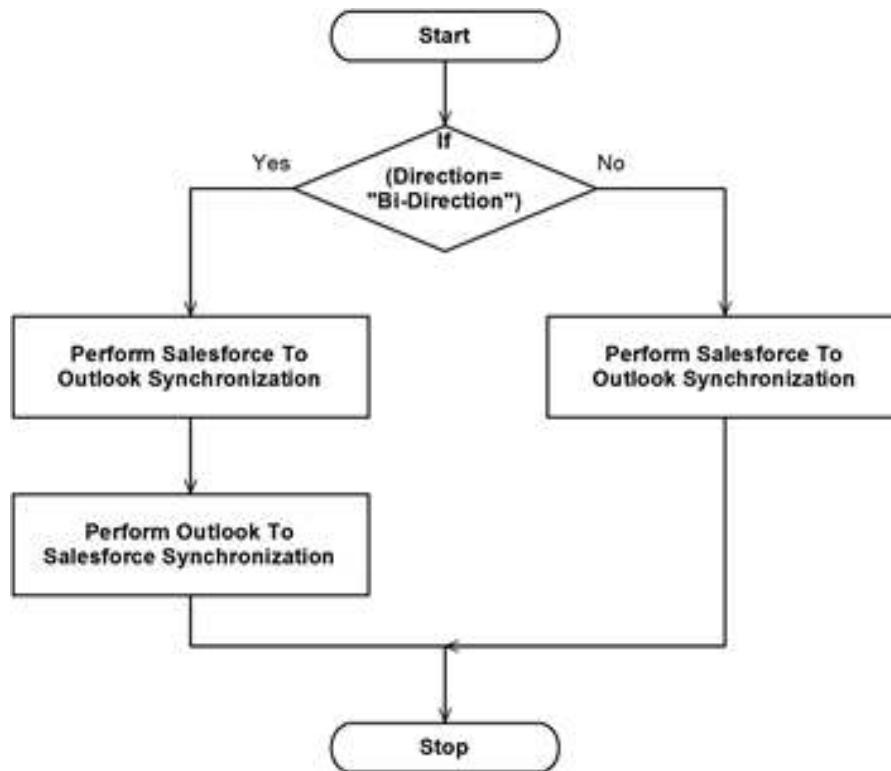 Start
If
Yes
No
(Direction=
"Bi-Direction")
Perform Salesforce To
Outlook Synchronization
Perform Salesforce To
Outlook Synchronization
Perform Outlook To
Salesforce Synchronization
Stop